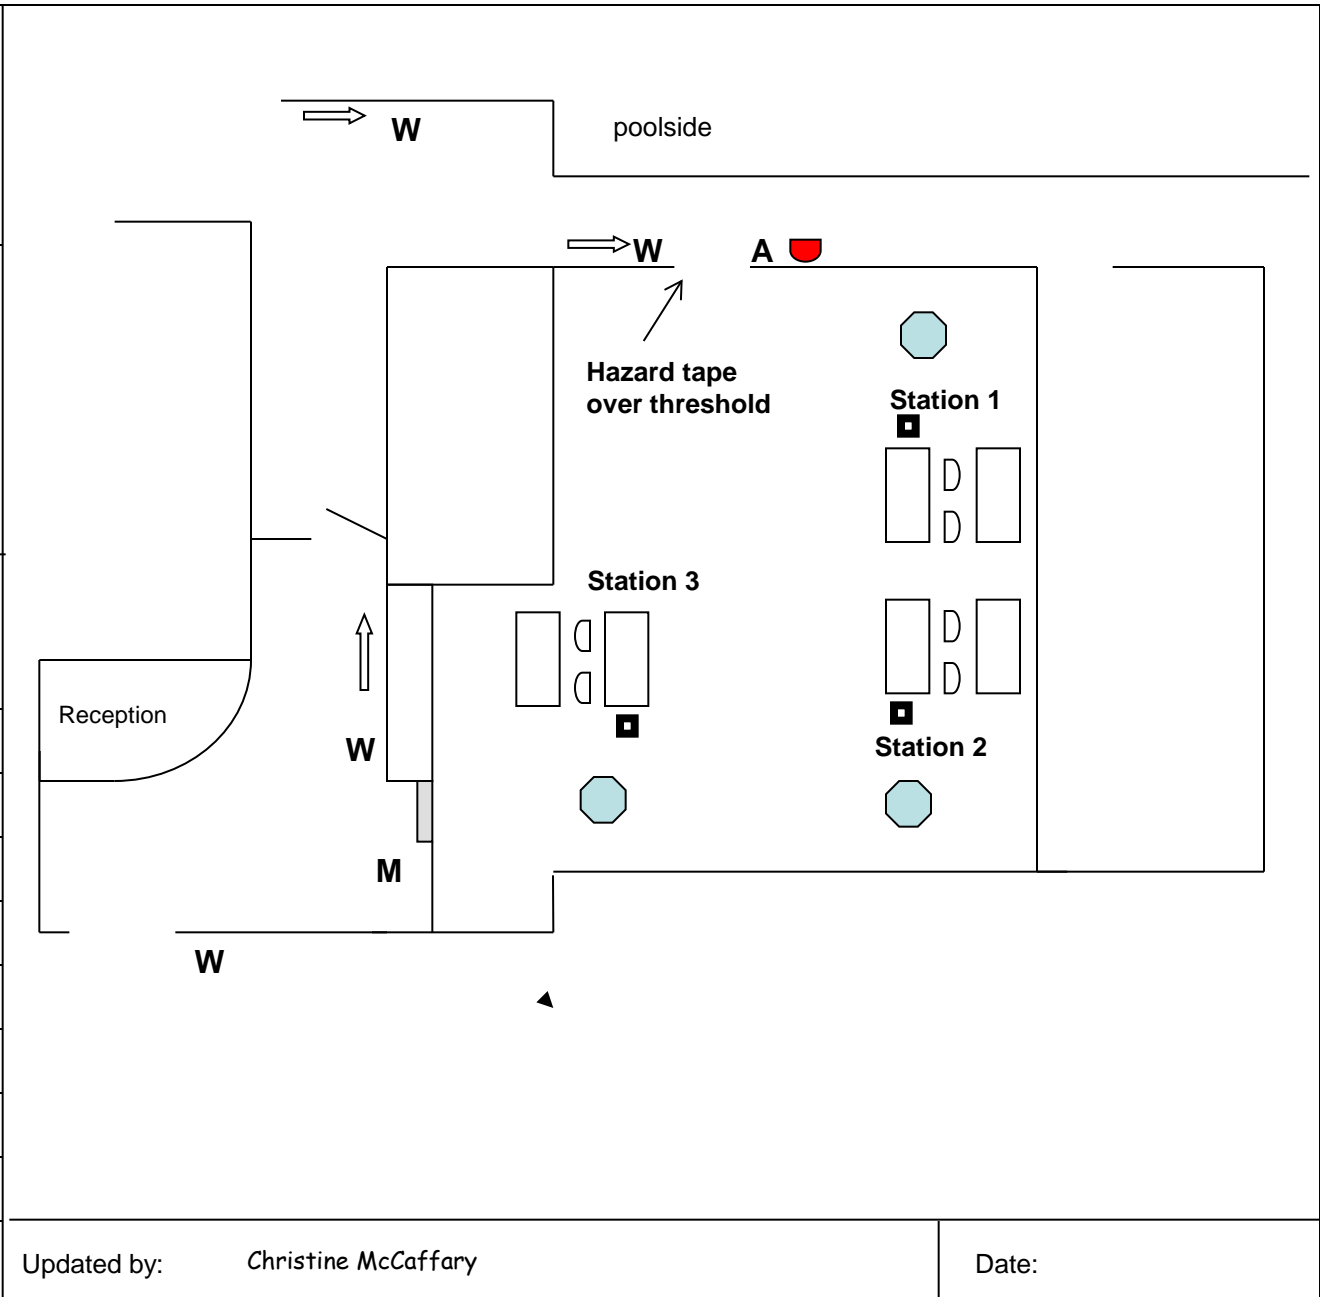 W
poolside
W
A
Hazard tape
over threshold
Station 1
Station 3
Reception
W
Station 2
M
W
Updated by:
Christine McCaffary
Date: